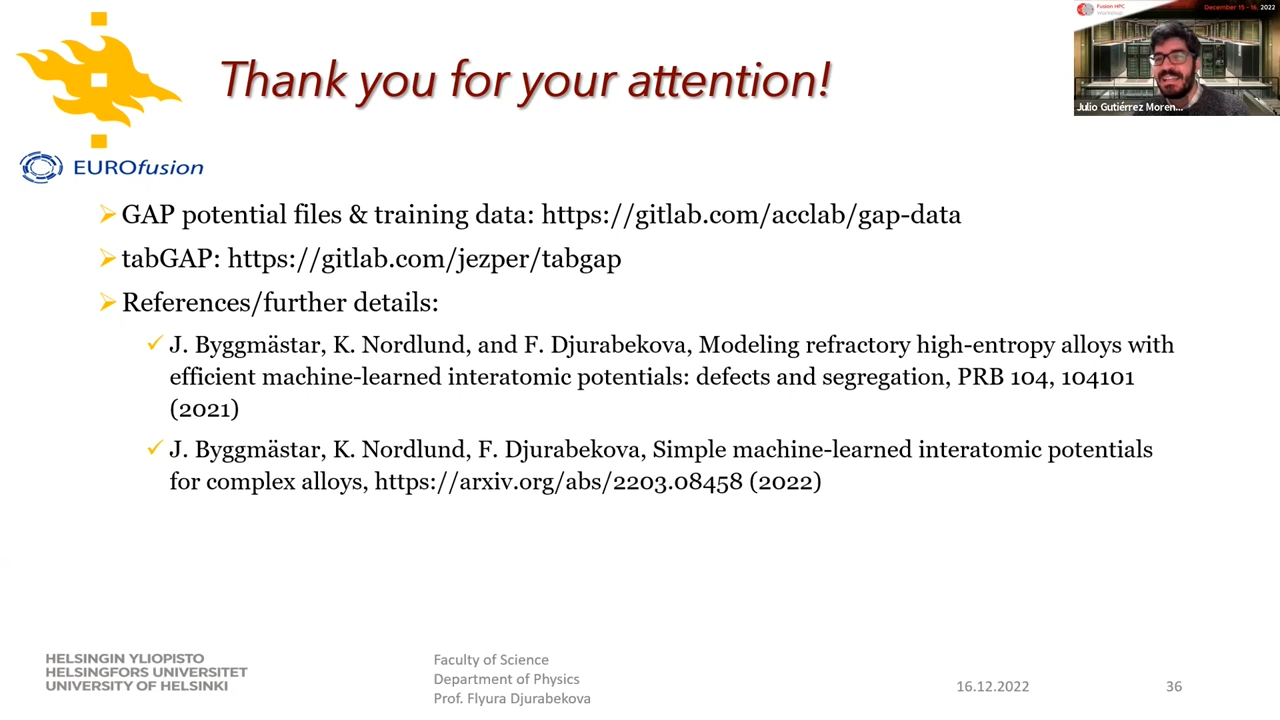 Thank you for your attention!
Fusion HPC
Workshop
December 15 - 16, 2022
Julio Gutiérrez Moren...
EUROfusion
GAP potential files & training data: https://gitlab.com/acclab/gap-data
tabGAP: https://gitlab.com/jezper/tabgap
References/further details:
J. Byggmästar, K. Nordlund, and F. Djurabekova, Modeling refractory high-entropy alloys with
efficient machine-learned interatomic potentials: defects and segregation, PRB 104, 104101
(2021)
J. Byggmästar, K. Nordlund, F. Djurabekova, Simple machine-learned interatomic potentials
for complex alloys, https://arxiv.org/abs/2203.08458 (2022)
HELSINGIN YLIOPISTO
HELSINGFORS UNIVERSITET
UNIVERSITY OF HELSINKI
Faculty of Science
Department of Physics
Prof. Flyura Djurabekova
16.12.2022
36